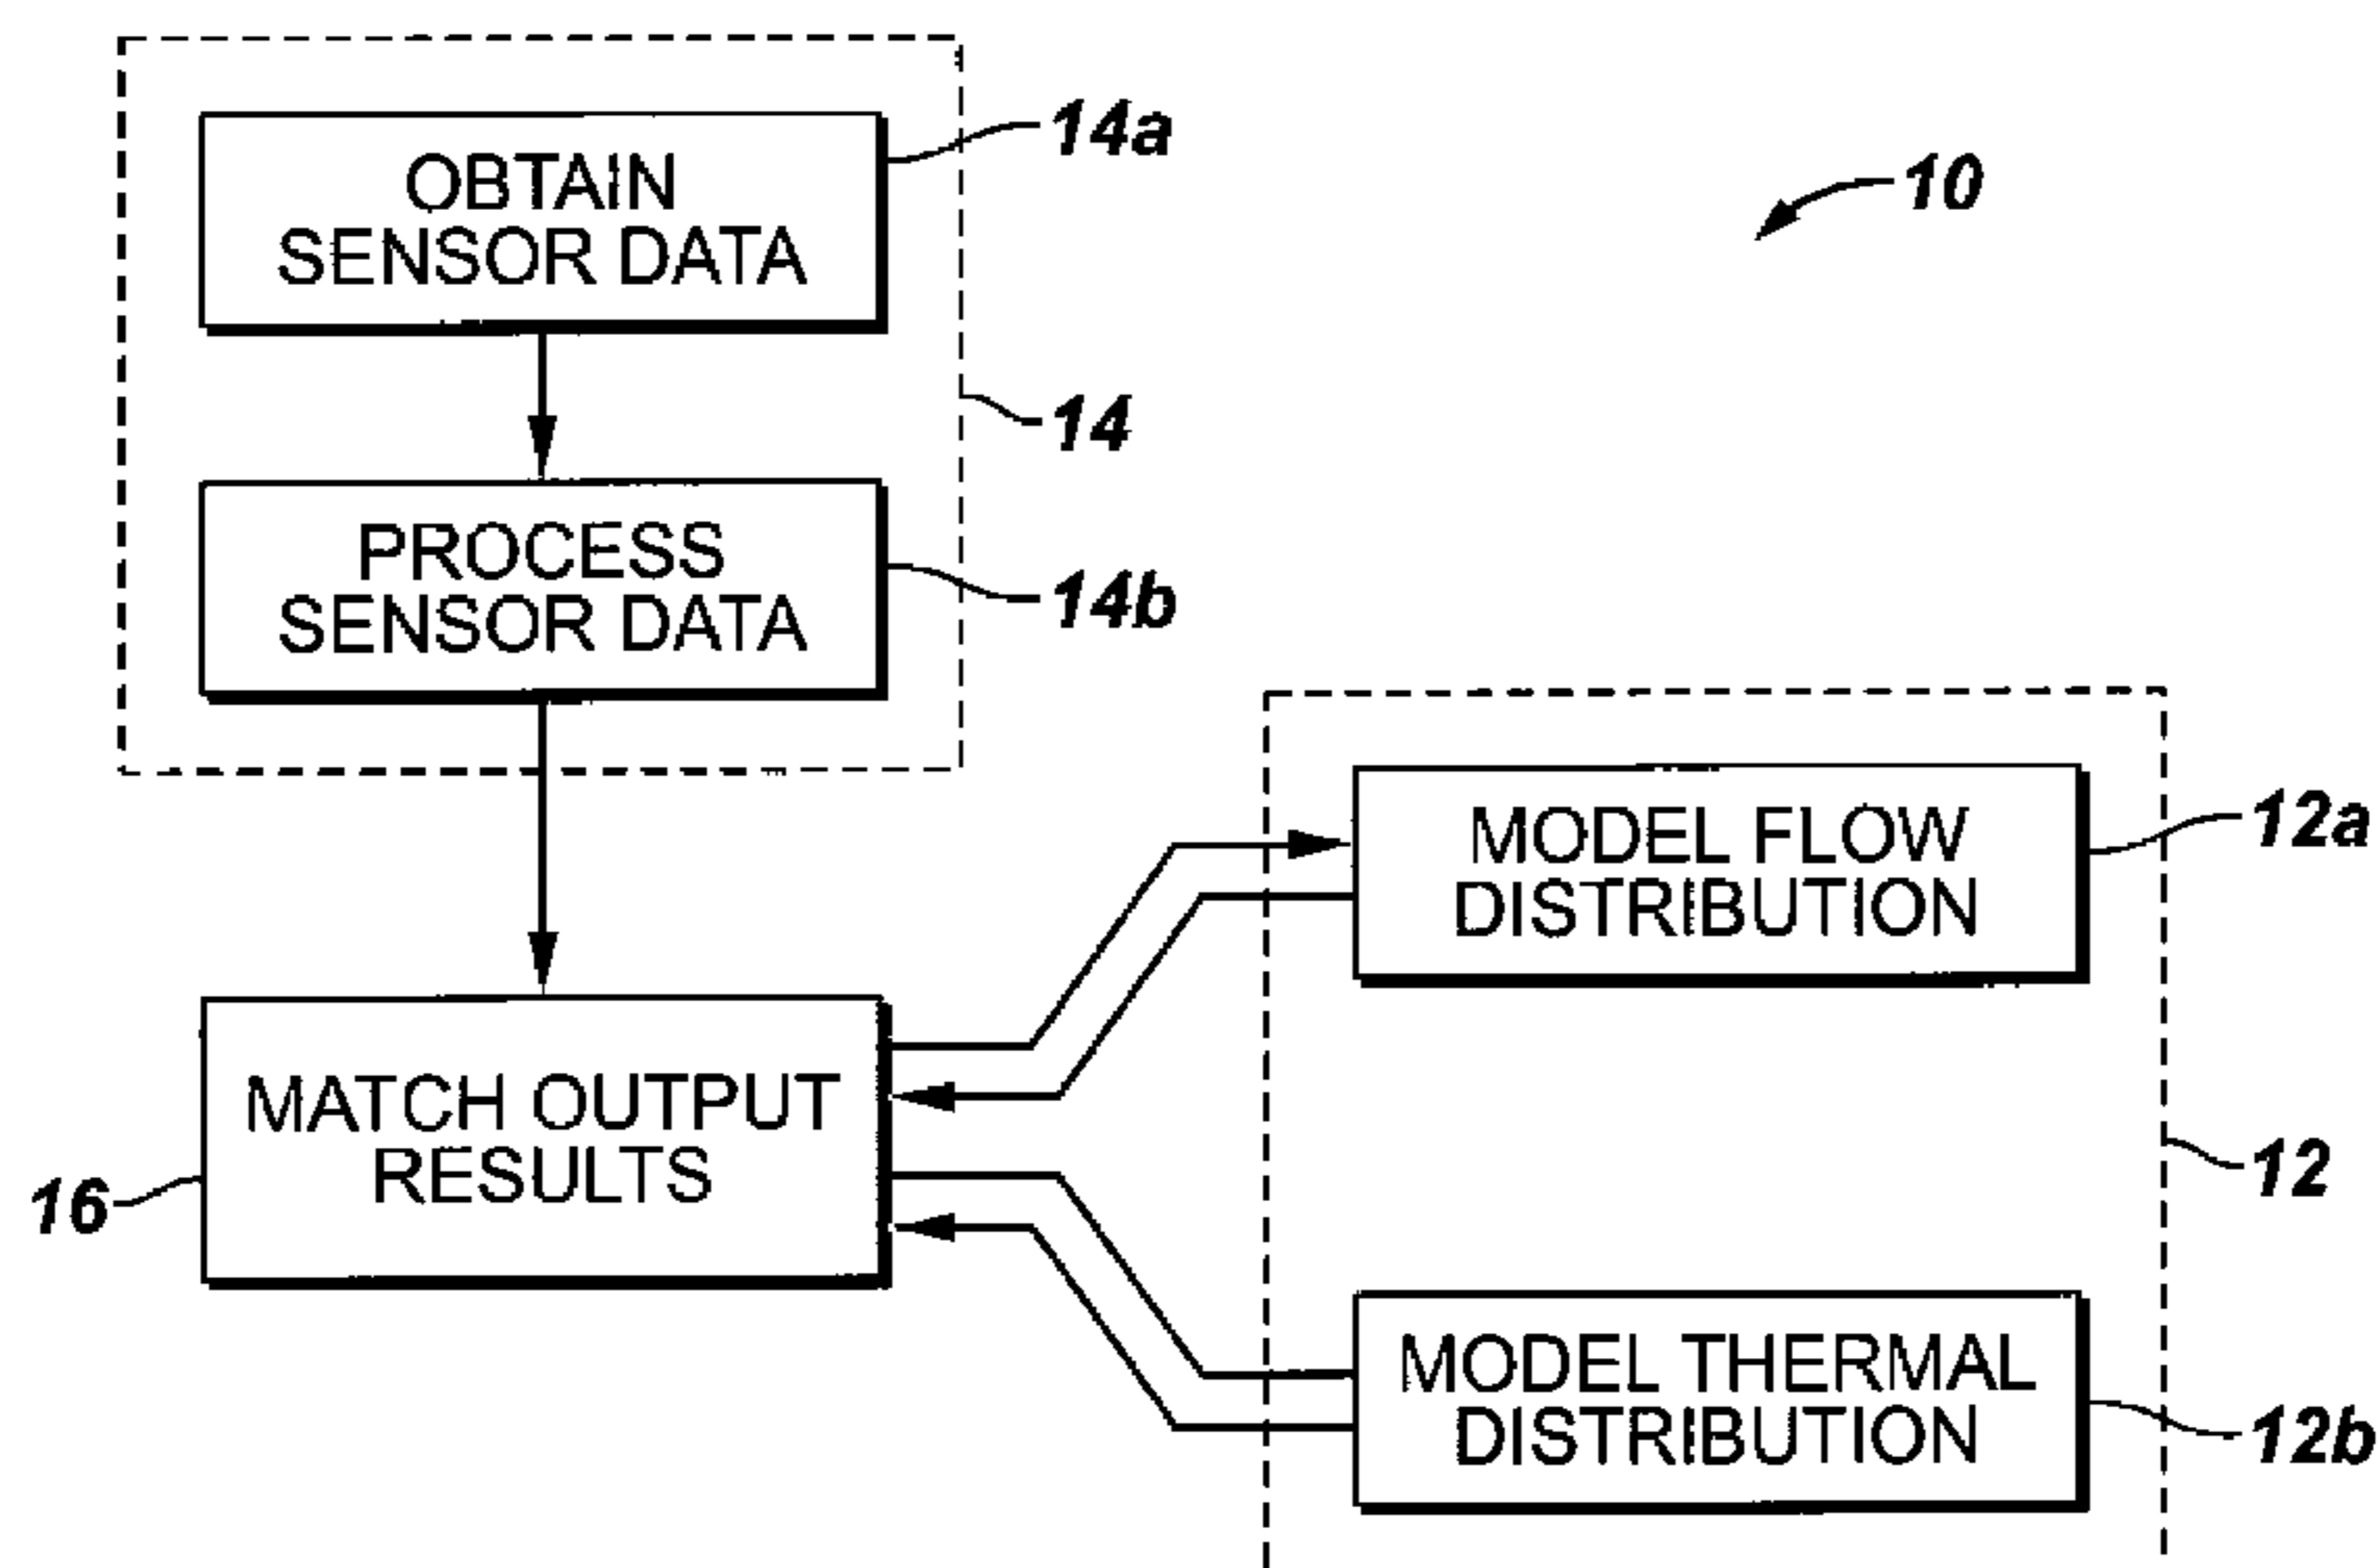 OBTAIN
SENSOR DATA
14a
10
14
PROCESS
SENSOR DATA
14b
MODEL FLOW
DISTRIBUTION
12a
MATCH OUTPUT
RESULTS
16
12
MODEL THERMAL
DISTRIBUTION
12b